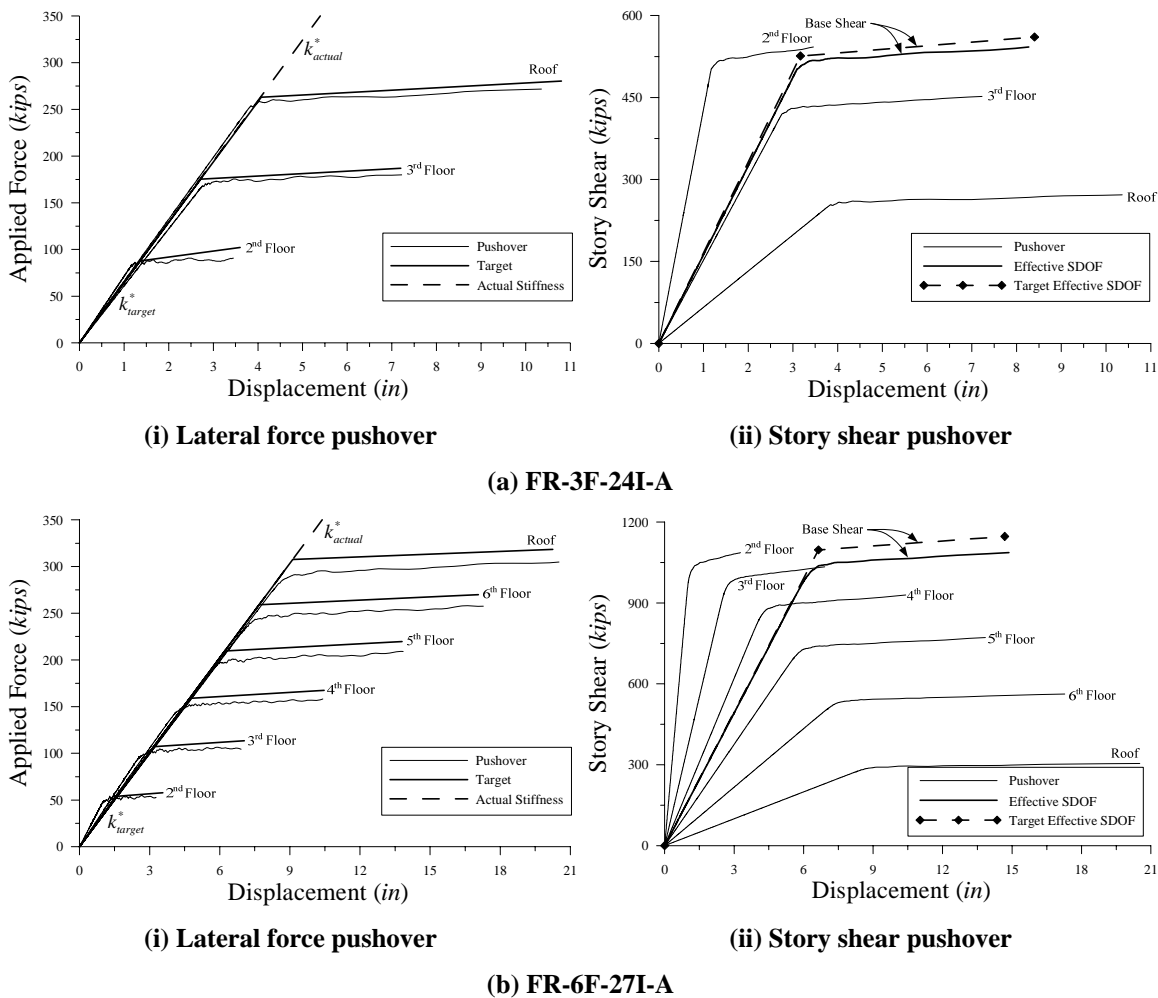 350
300
250
200
150
100
50
0
Applied Force (kips)
k*actual
Roof
3rd Floor
2nd Floor
k*target
Pushover
Target
Actual Stiffness
0 1 2 3 4 5 6 7 8 9 10 11
Displacement (in)
(i) Lateral force pushover
600
450
300
150
0
Story Shear (kips)
Base Shear
2nd Floor
3rd Floor
Roof
Pushover
Effective SDOF
Target Effective SDOF
0 1 2 3 4 5 6 7 8 9 10 11
Displacement (in)
(ii) Story shear pushover
(a) FR-3F-24I-A
350
300
250
200
150
100
50
0
Applied Force (kips)
k*actual
Roof
6th Floor
5th Floor
4th Floor
3rd Floor
2nd Floor
k*target
Pushover
Target
Actual Stiffness
0 3 6 9 12 15 18 21
Displacement (in)
(i) Lateral force pushover
1200
900
600
300
0
Story Shear (kips)
Base Shear
2nd Floor
3rd Floor
4th Floor
5th Floor
6th Floor
Roof
Pushover
Effective SDOF
Target Effective SDOF
0 3 6 9 12 15 18 21
Displacement (in)
(ii) Story shear pushover
(b) FR-6F-27I-A